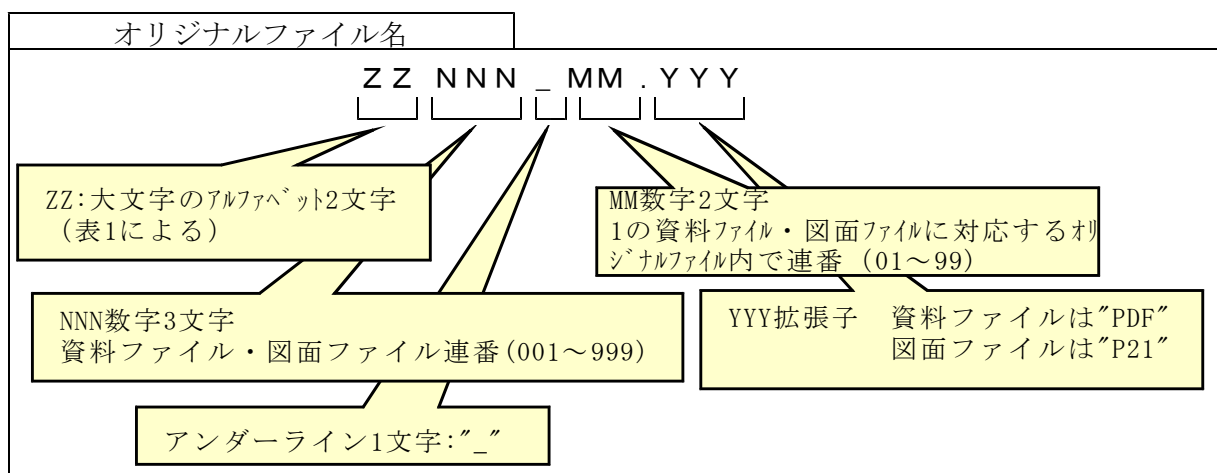 オリジナルファイル名
ZZ NNN _ MM . YYY
ZZ:大文字のｱﾙﾌｧﾍﾞｯﾄ2文字
(表1による)
MM数字2文字
1の資料ﾌｧｲﾙ・図面ﾌｧｲﾙに対応するｵﾘ
ｼﾞﾅﾙﾌｧｲﾙ内で連番 (01～99)
NNN数字3文字
資料ファイル・図面ファイル連番(001～999)
YYY拡張子 資料ファイルは"PDF"
図面ファイルは"P21"
アンダーライン1文字:"_"